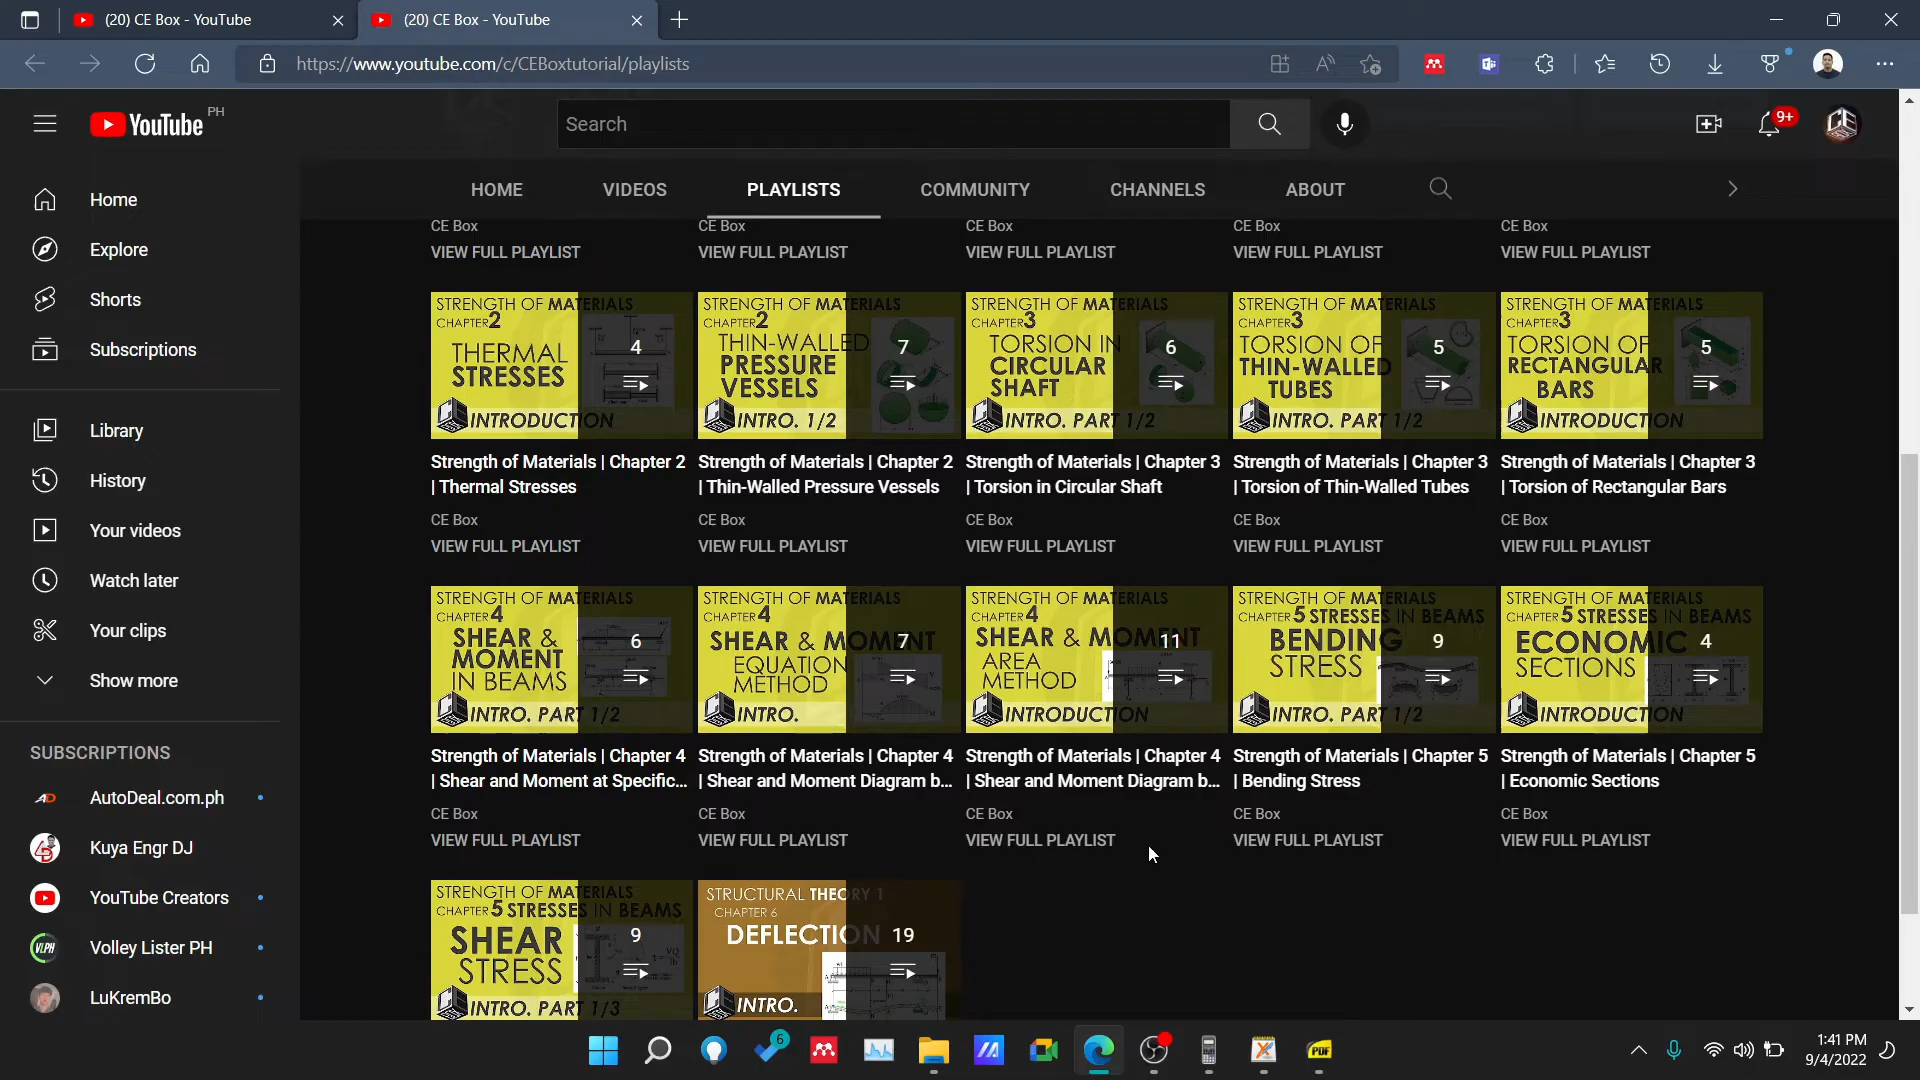 (20) CE Box - YouTube
(20) CE Box - YouTube
https://www.youtube.com/c/CEBoxtutorial/playlists
YouTube PH
Search
9+
HOME
VIDEOS
PLAYLISTS
COMMUNITY
CHANNELS
ABOUT
Home
Explore
Shorts
Subscriptions
Library
History
Your videos
Watch later
Your clips
Show more
SUBSCRIPTIONS
AutoDeal.com.ph
Kuya Engr DJ
YouTube Creators
Volley Lister PH
LuKremBo
CE Box
VIEW FULL PLAYLIST
CE Box
VIEW FULL PLAYLIST
CE Box
VIEW FULL PLAYLIST
CE Box
VIEW FULL PLAYLIST
CE Box
VIEW FULL PLAYLIST
STRENGTH OF MATERIALS
CHAPTER 2
THERMAL
STRESSES
INTRODUCTION
4
Strength of Materials | Chapter 2
| Thermal Stresses
CE Box
VIEW FULL PLAYLIST
STRENGTH OF MATERIALS
CHAPTER 2
THIN-WALLED
PRESSURE
VESSELS
INTRO. 1/2
7
Strength of Materials | Chapter 2
| Thin-Walled Pressure Vessels
CE Box
VIEW FULL PLAYLIST
STRENGTH OF MATERIALS
CHAPTER 3
TORSION IN
CIRCULAR
SHAFT
INTRO. PART 1/2
6
Strength of Materials | Chapter 3
| Torsion in Circular Shaft
CE Box
VIEW FULL PLAYLIST
STRENGTH OF MATERIALS
CHAPTER 3
TORSION OF
THIN-WALLED
TUBES
INTRO. PART 1/2
5
Strength of Materials | Chapter 3
| Torsion of Thin-Walled Tubes
CE Box
VIEW FULL PLAYLIST
STRENGTH OF MATERIALS
CHAPTER 3
TORSION OF
RECTANGULAR
BARS
INTRODUCTION
5
Strength of Materials | Chapter 3
| Torsion of Rectangular Bars
CE Box
VIEW FULL PLAYLIST
STRENGTH OF MATERIALS
CHAPTER 4
SHEAR &
MOMENT
IN BEAMS
INTRO. PART 1/2
6
Strength of Materials | Chapter 4
| Shear and Moment at Specific...
CE Box
VIEW FULL PLAYLIST
STRENGTH OF MATERIALS
CHAPTER 4
SHEAR & MOMENT
EQUATION
METHOD
INTRO.
7
Strength of Materials | Chapter 4
| Shear and Moment Diagram b...
CE Box
VIEW FULL PLAYLIST
STRENGTH OF MATERIALS
CHAPTER 4
SHEAR & MOMENT
AREA
METHOD
INTRODUCTION
11
Strength of Materials | Chapter 4
| Shear and Moment Diagram b...
CE Box
VIEW FULL PLAYLIST
STRENGTH OF MATERIALS
CHAPTER 5 STRESSES IN BEAMS
BENDING
STRESS
INTRO. PART 1/2
9
Strength of Materials | Chapter 5
| Bending Stress
CE Box
VIEW FULL PLAYLIST
STRENGTH OF MATERIALS
CHAPTER 5 STRESSES IN BEAMS
ECONOMIC
SECTIONS
INTRODUCTION
4
Strength of Materials | Chapter 5
| Economic Sections
CE Box
VIEW FULL PLAYLIST
STRENGTH OF MATERIALS
CHAPTER 5 STRESSES IN BEAMS
SHEAR
STRESS
INTRO. PART 1/3
9
STRUCTURAL THEORY 1
CHAPTER 6
DEFLECTION
INTRO.
19
6
PDF
1:41 PM
9/4/2022